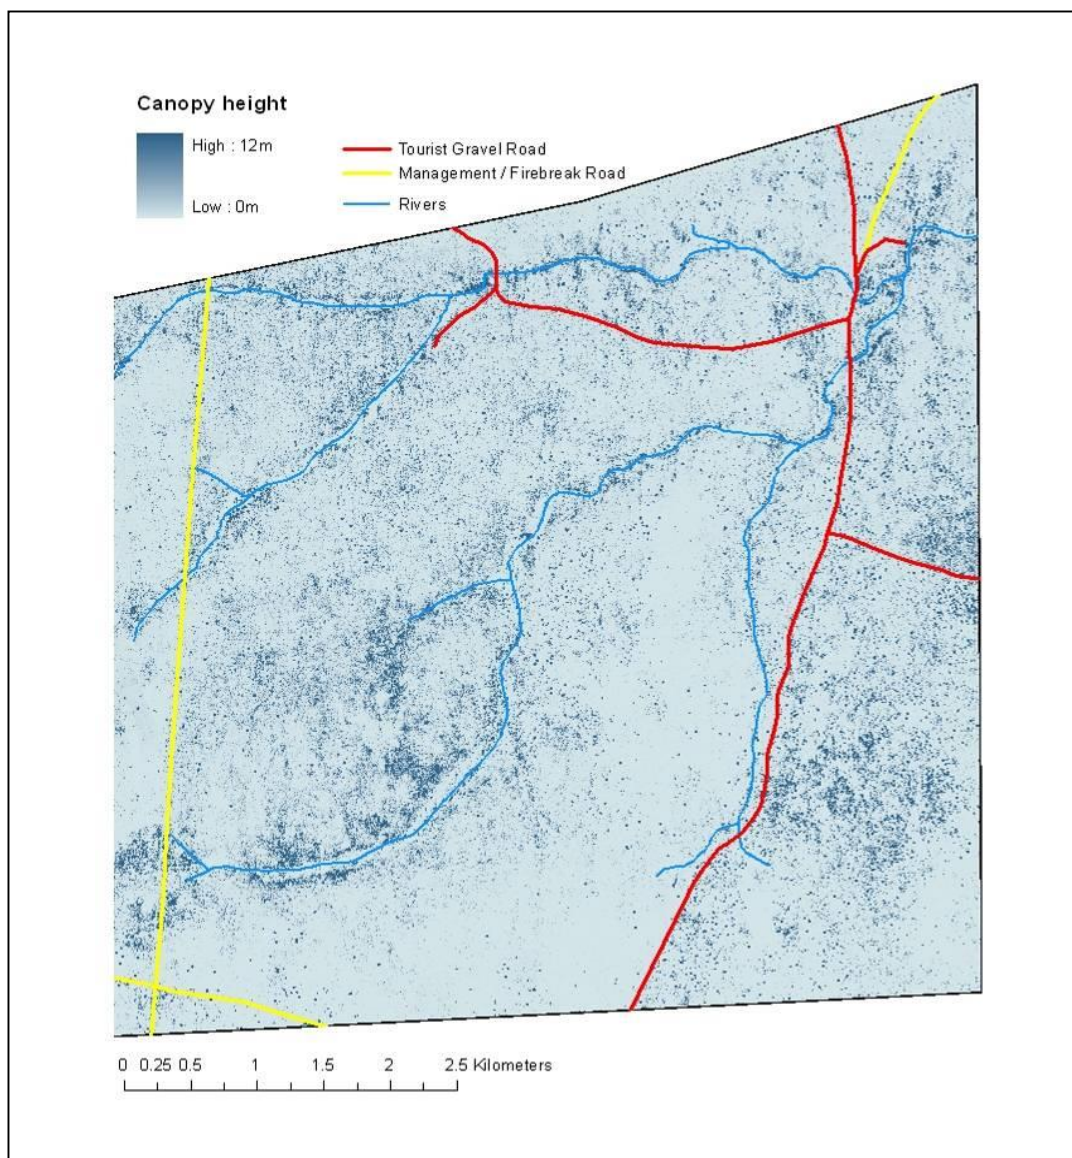 Canopy height
High : 12m
Low : 0m
Tourist Gravel Road
Management / Firebreak Road
Rivers
0 0.25 0.5 1 1.5 2 2.5 Kilometers